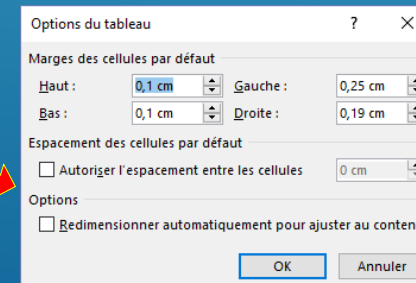 Options du tableau ?
Marges des cellules par défaut
Haut : 0,1 cm Gauche : 0,25 cm
Bas : 0,1 cm Droite : 0,19 cm
Espacement des cellules par défaut
Autoriser l'espacement entre les cellules 0 cm
Options
Redimensionner automatiquement pour ajuster au conten
OK Annuler